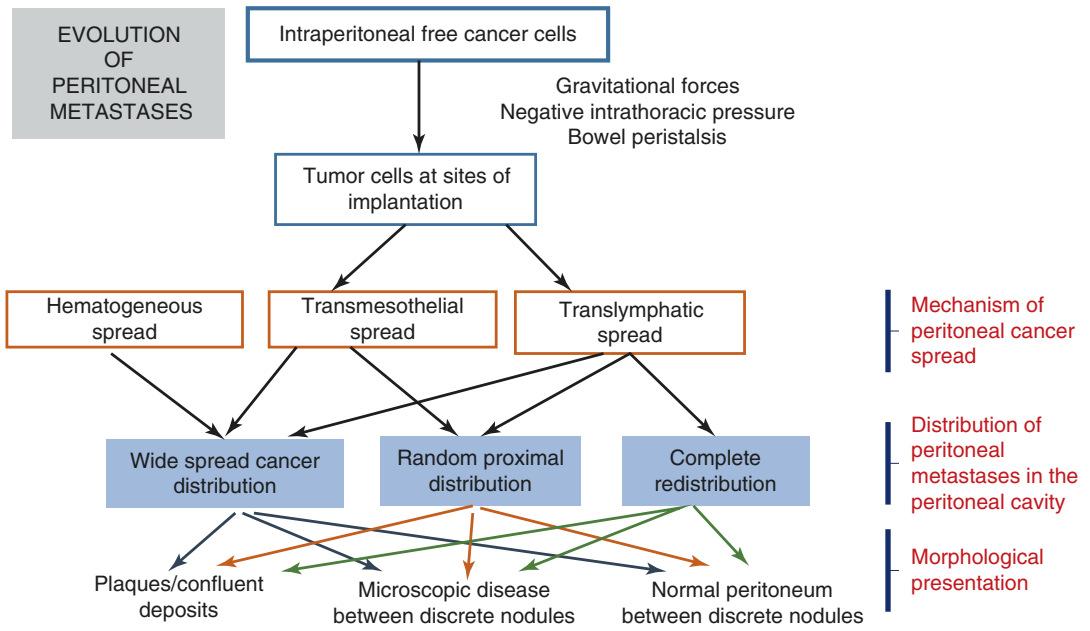 EVOLUTION
OF
PERITONEAL
METASTASES
Intraperitoneal free cancer cells
Gravitational forces
Negative intrathoracic pressure
Bowel peristalsis
Tumor cells at sites of
implantation
Hematogeneous
spread
Transmesothelial
spread
Translymphatic
spread
Mechanism of
peritoneal cancer
spread
Wide spread cancer
distribution
Random proximal
distribution
Complete
redistribution
Distribution of
peritoneal
metastases in the
peritoneal cavity
Plaques/confluent
deposits
Microscopic disease
between discrete nodules
Normal peritoneum
between discrete nodules
Morphological
presentation